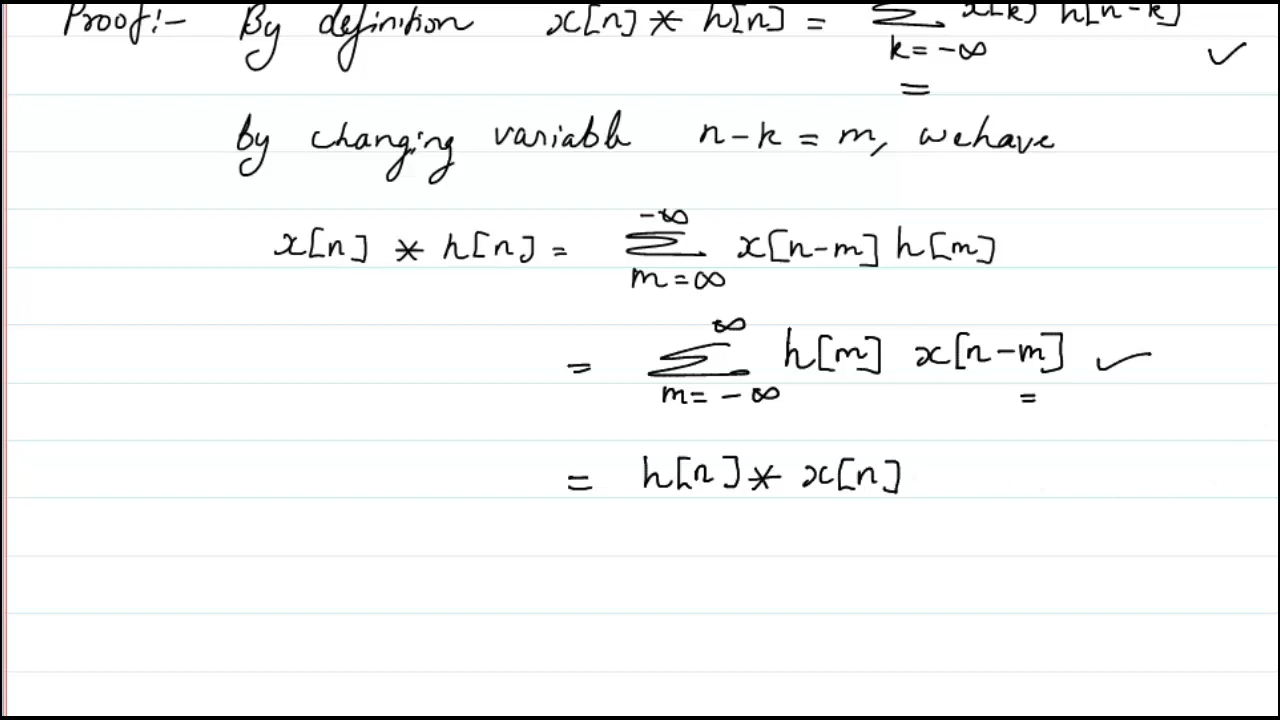 Proof:- By definition x[n] * h[n] = Σ_{k=-∞} x[k] h[n-k] ✓
=
by changing variable n-k = m, we have
x[n] * h[n] = Σ_{m=∞}^{-∞} x[n-m] h[m]
= Σ_{m=-∞}^{∞} h[m] x[n-m] ✓
=
= h[n] * x[n]